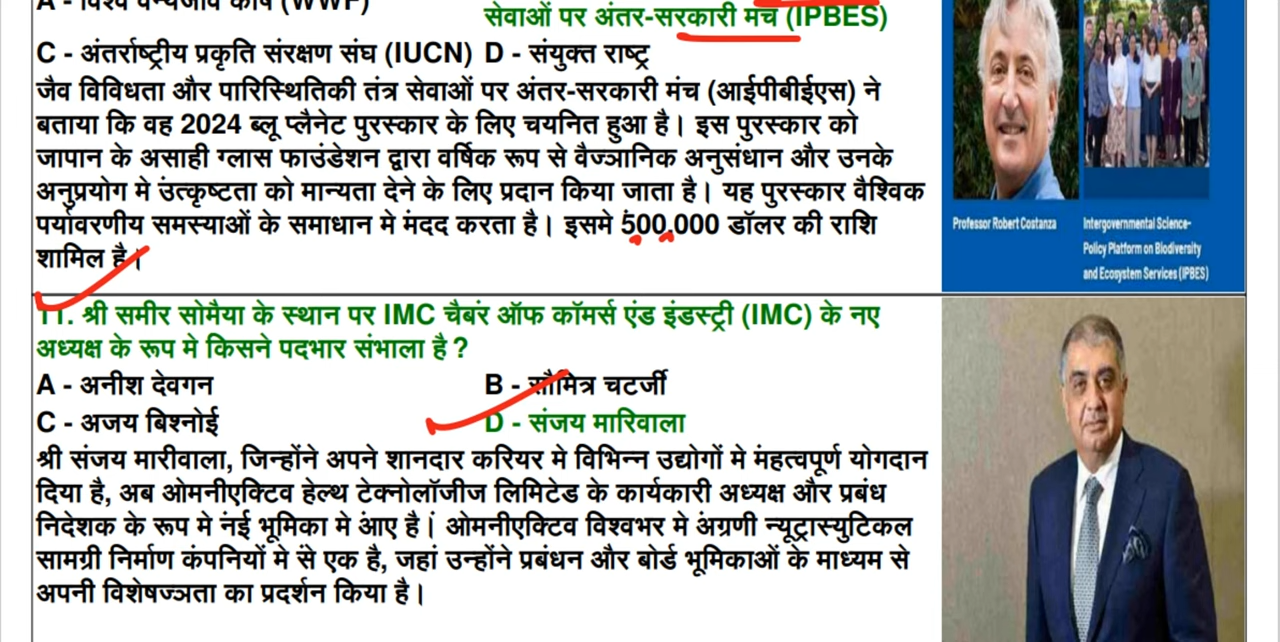 A - विश्व वन्यजीव कोष (WWF)
सेवाओं पर अंतर-सरकारी मंच (IPBES)
C - अंतर्राष्ट्रीय प्रकृति संरक्षण संघ (IUCN) D - संयुक्त राष्ट्र
जैव विविधता और पारिस्थितिकी तंत्र सेवाओं पर अंतर-सरकारी मंच (आईपीबीईएस) ने
बताया कि वह 2024 ब्लू प्लैनेट पुरस्कार के लिए चयनित हुआ है। इस पुरस्कार को
जापान के असाही ग्लास फाउंडेशन द्वारा वर्षिक रूप से वैज्ञानिक अनुसंधान और उनके
अनुप्रयोग मे उंत्कृष्टता को मान्यता देने के लिए प्रदान किया जाता है। यह पुरस्कार वैश्विक
पर्यावरणीय समस्याओं के समाधान मे मंदद करता है। इसमे 500,000 डॉलर की राशि
शामिल है।
Professor Robert Costanza
Intergovernmental Science-
Policy Platform on Biodiversity
and Ecosystem Services (IPBES)
11. श्री समीर सोमैया के स्थान पर IMC चैबंर ऑफ कॉमर्स एंड इंडस्ट्री (IMC) के नए
अध्यक्ष के रूप मे किसने पदभार संभाला है ?
A - अनीश देवगन
B - सौमित्र चटर्जी
C - अजय बिश्नोई
D - संजय मारिवाला
श्री संजय मारीवाला, जिन्होंने अपने शानदार करियर मे विभिन्न उद्योगों मे मंहत्वपूर्ण योगदान
दिया है, अब ओमनीएक्टिव हेल्थ टेक्नोलॉजीज लिमिटेड के कार्यकारी अध्यक्ष और प्रबंध
निदेशक के रूप मे नंई भूमिका मे आंए है। ओमनीएक्टिव विश्वभर मे अंग्रणी न्यूट्रास्युटिकल
सामग्री निर्माण कंपनियों मे सें एक है, जहां उन्होंने प्रबंधन और बोर्ड भूमिकाओं के माध्यम से
अपनी विशेषज्ञता का प्रदर्शन किया है।